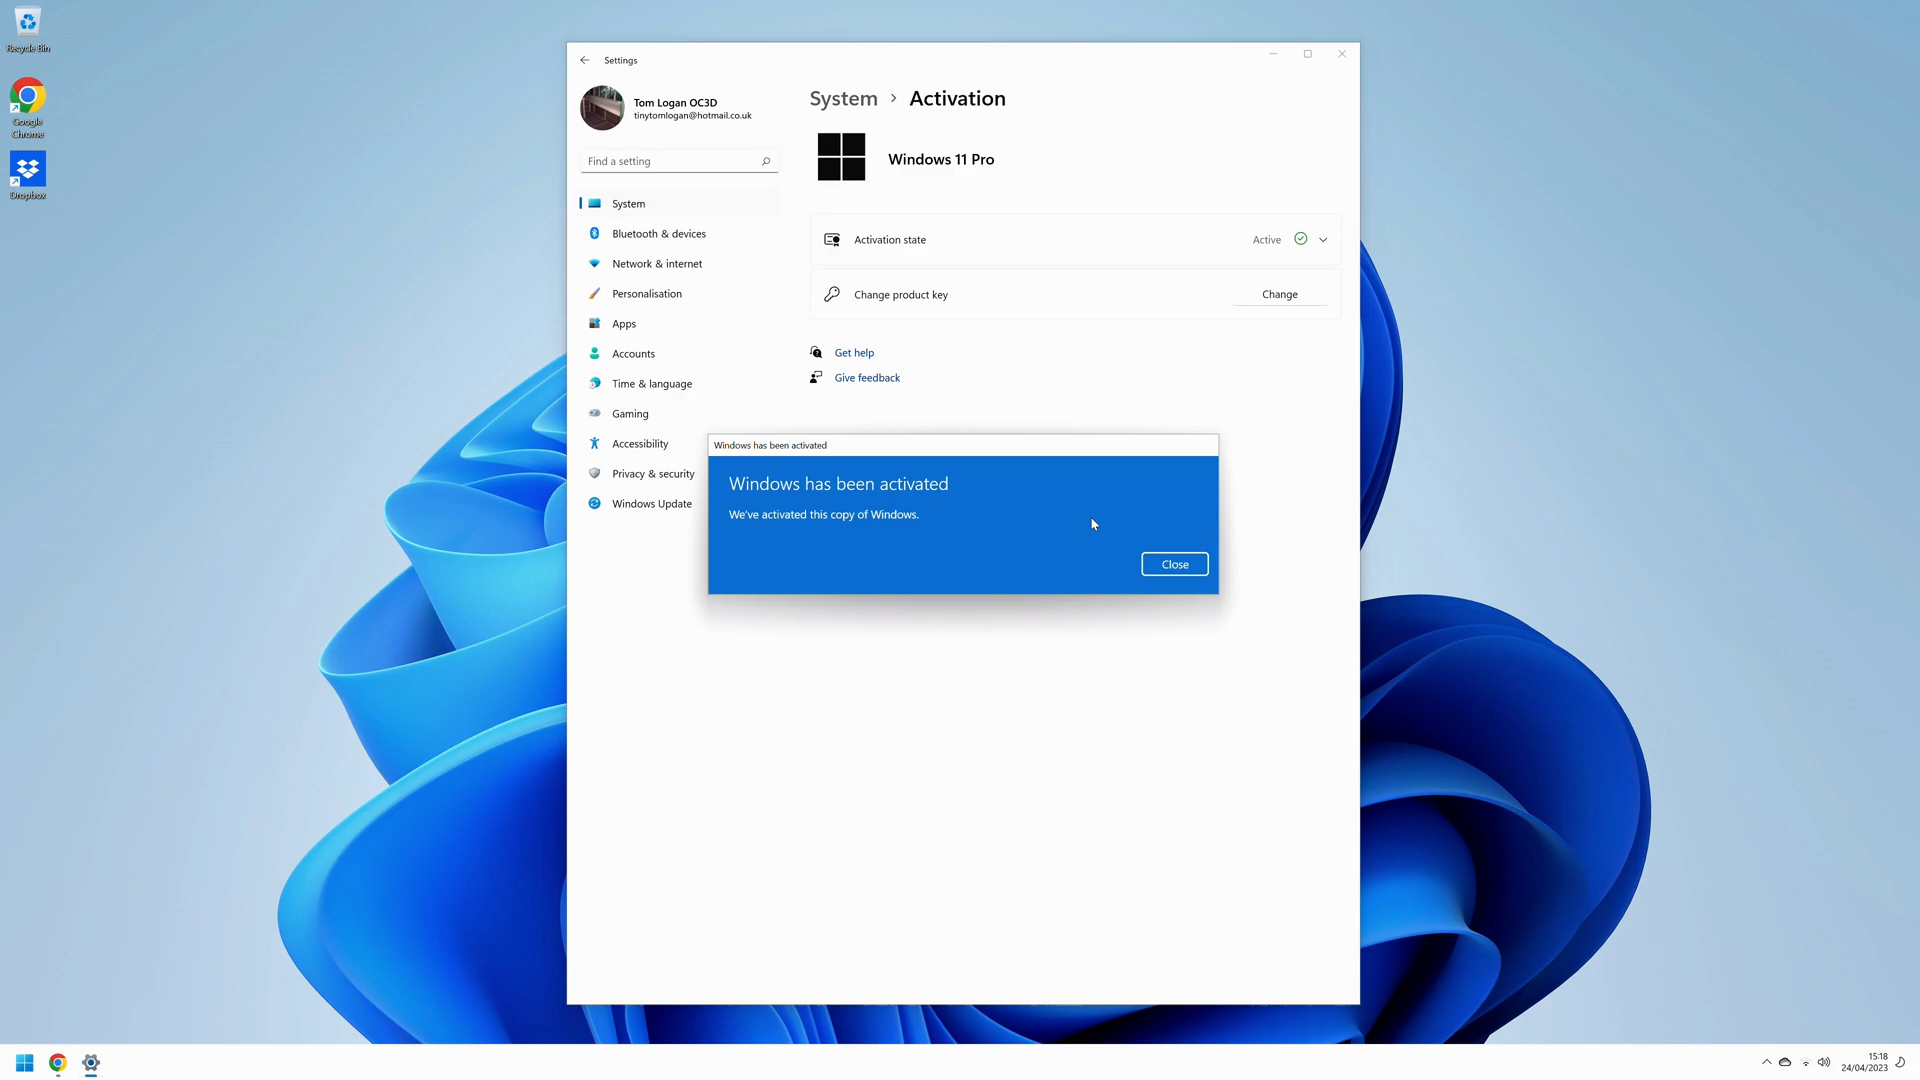 Recycle Bin
Google
Chrome
Dropbox
Settings
Tom Logan OC3D
tinytomlogan@hotmail.co.uk
Find a setting
System
Bluetooth & devices
Network & internet
Personalisation
Apps
Accounts
Time & language
Gaming
Accessibility
Privacy & security
Windows Update
System > Activation
Windows 11 Pro
Activation state Active
Change product key Change
Get help
Give feedback
Windows has been activated
Windows has been activated
We've activated this copy of Windows.
Close
15:18
24/04/2023